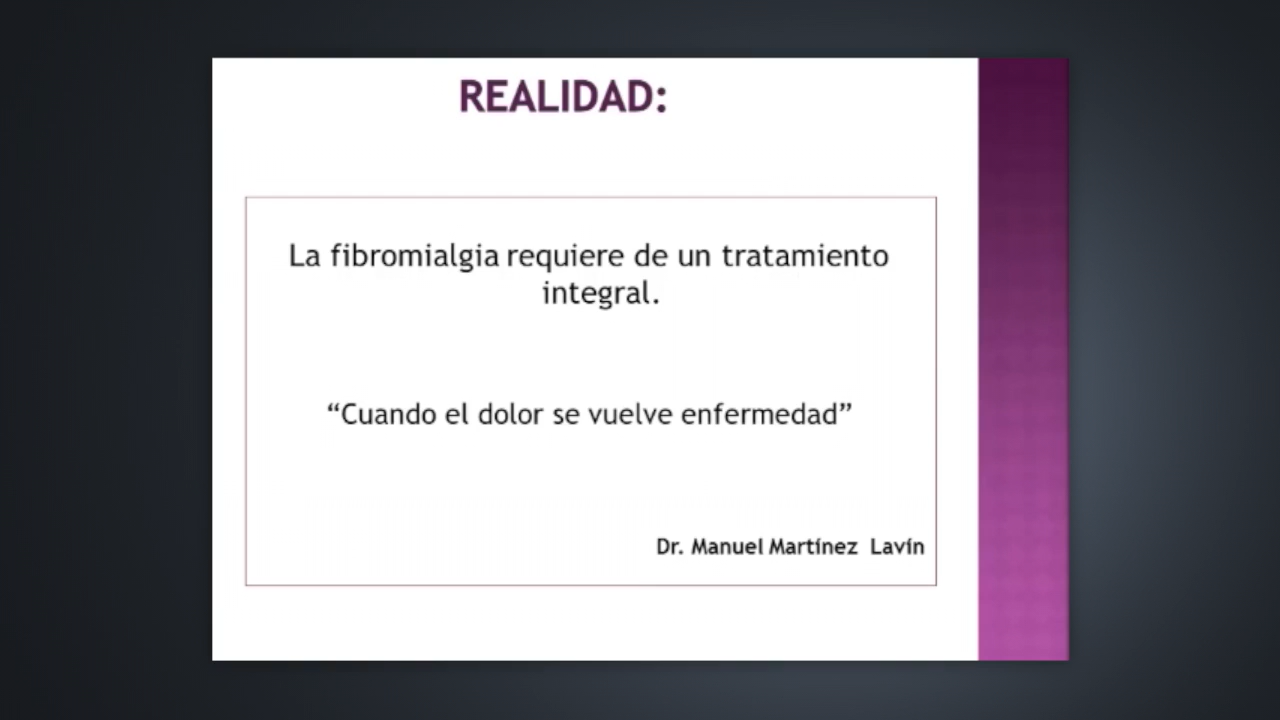 REALIDAD:
La fibromialgia requiere de un tratamiento
integral.
“Cuando el dolor se vuelve enfermedad”
Dr. Manuel Martínez Lavín